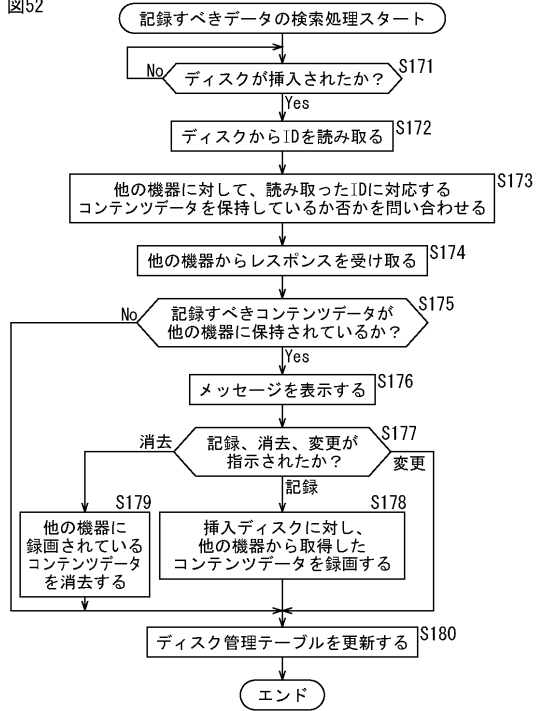 図52
記録すべきデータの検索処理スタート
No
ディスクが挿入されたか？
S171
Yes
ディスクからIDを読み取る
S172
他の機器に対して、読み取ったIDに対応する
コンテンツデータを保持しているか否かを問い合わせる
S173
他の機器からレスポンスを受け取る
S174
No
記録すべきコンテンツデータが
他の機器に保持されているか？
S175
Yes
メッセージを表示する
S176
消去
記録、消去、変更が
指示されたか？
S177
変更
記録
S179
他の機器に
録画されている
コンテンツデータ
を消去する
S178
挿入ディスクに対し、
他の機器から取得した
コンテンツデータを録画する
ディスク管理テーブルを更新する
S180
エンド